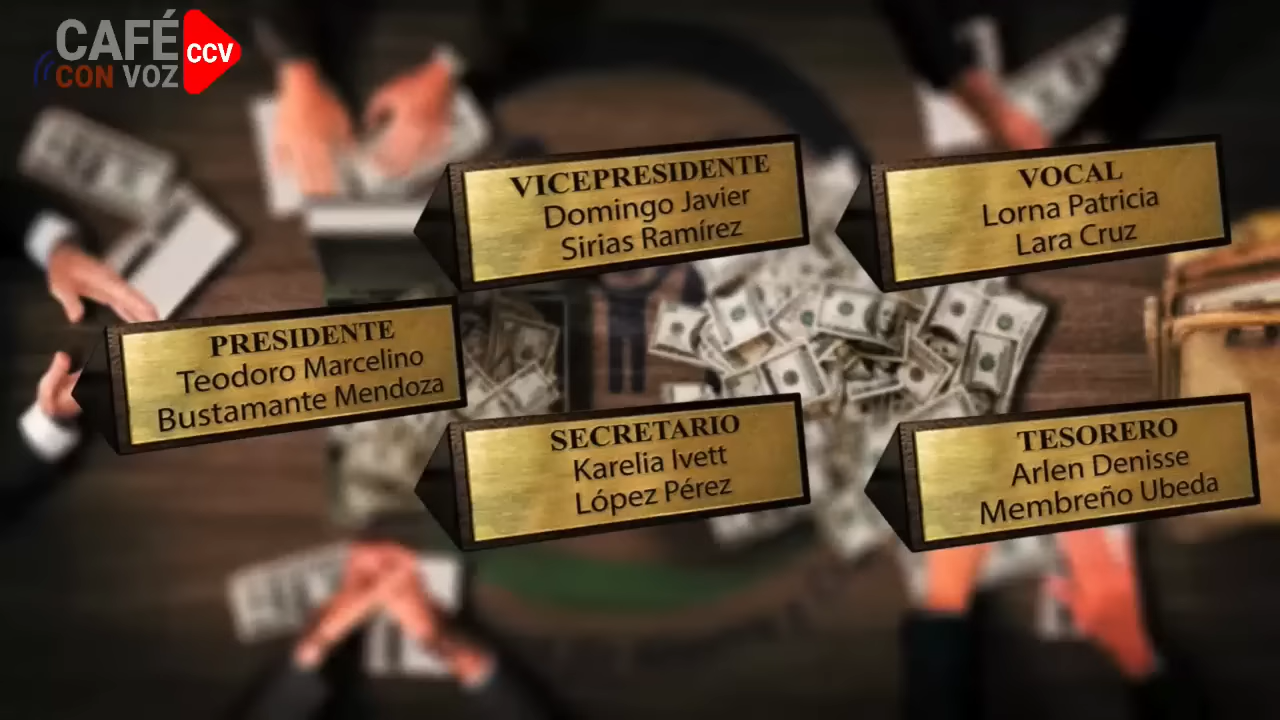 CAFÉ
CON VOZ
CCV
PRESIDENTE
Teodoro Marcelino
Bustamante Mendoza
VICEPRESIDENTE
Domingo Javier
Sirias Ramírez
SECRETARIO
Karelia Ivett
López Pérez
VOCAL
Lorna Patricia
Lara Cruz
TESORERO
Arlen Denisse
Membreño Ubeda